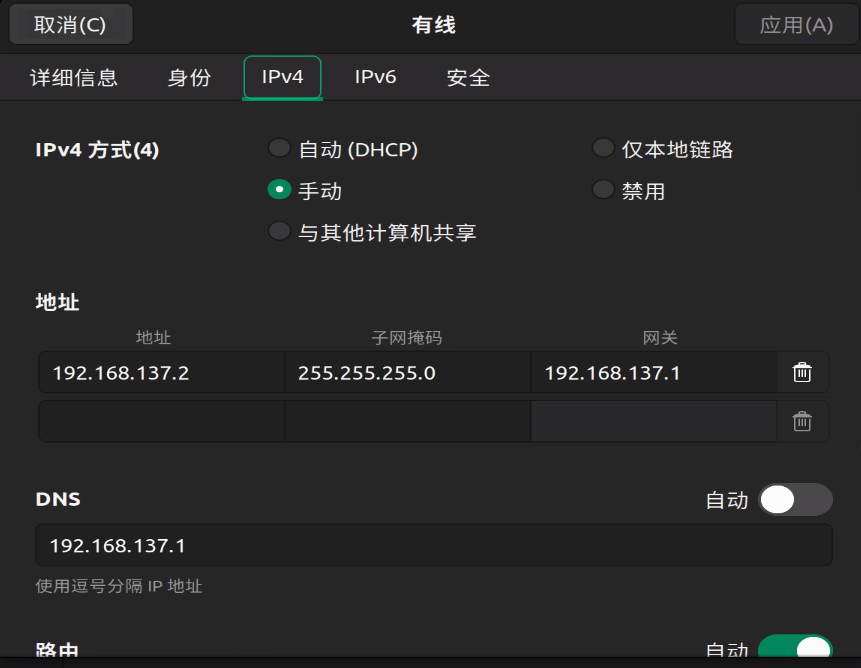 取消(C) 有线 应用(A)
详细信息 身份 IPv4 IPv6 安全
IPv4 方式(4) 自动 (DHCP) 仅本地链路
手动 禁用
与其他计算机共享
地址
地址 子网掩码 网关
192.168.137.2 255.255.255.0 192.168.137.1
DNS 自动
192.168.137.1
使用逗号分隔 IP 地址
路由 自动